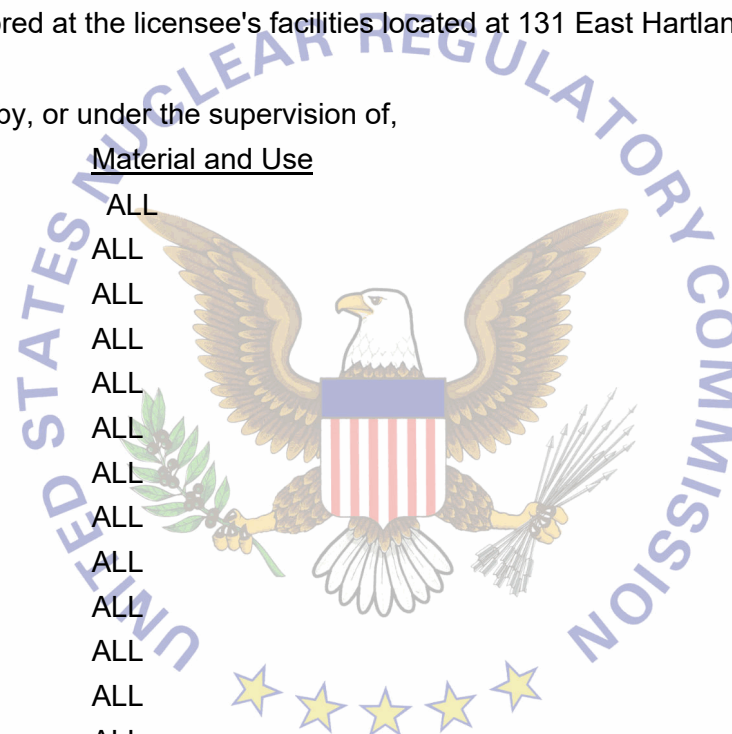 ored at the licensee's facilities located at 131 East Hartlan
by, or under the supervision of,
Material and Use
ALL
ALL
ALL
ALL
ALL
ALL
ALL
ALL
ALL
ALL
ALL
ALL
ALL
UNITED STATES NUCLEAR REGULATORY COMMISSION